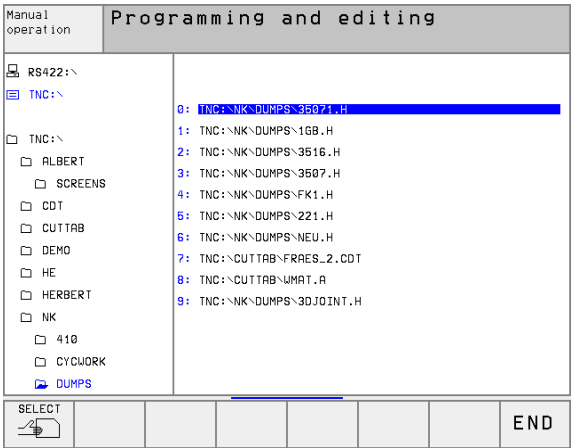 Manual
operation
Programming and editing
RS422:\
TNC:\
TNC:\
ALBERT
SCREENS
CDT
CUTTAB
DEMO
HE
HERBERT
NK
410
CYCWORK
DUMPS
0: TNC:\NK\DUMPS\35071.H
1: TNC:\NK\DUMPS\1GB.H
2: TNC:\NK\DUMPS\3516.H
3: TNC:\NK\DUMPS\3507.H
4: TNC:\NK\DUMPS\FK1.H
5: TNC:\NK\DUMPS\221.H
6: TNC:\NK\DUMPS\NEU.H
7: TNC:\CUTTAB\FRAES_2.CDT
8: TNC:\CUTTAB\WMAT.A
9: TNC:\NK\DUMPS\3DJOINT.H
SELECT
END